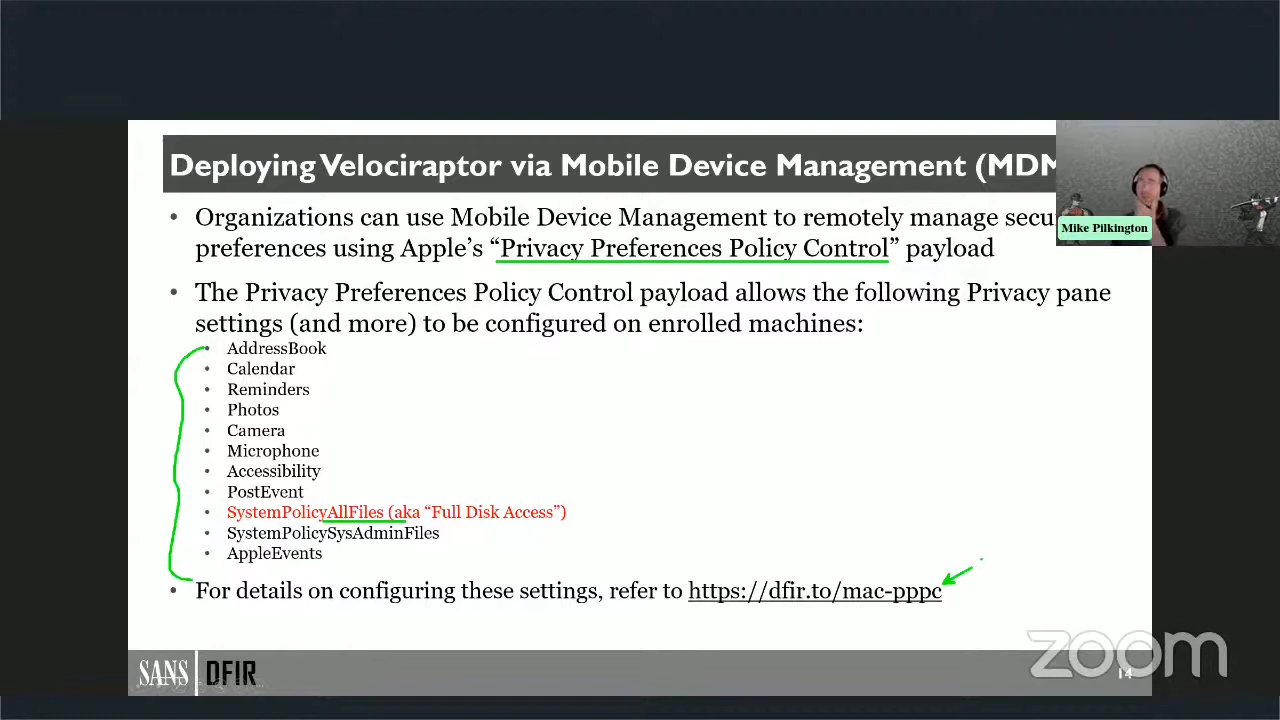 Deploying Velociraptor via Mobile Device Management (MDM
Mike Pilkington
• Organizations can use Mobile Device Management to remotely manage secu
preferences using Apple's “Privacy Preferences Policy Control” payload
• The Privacy Preferences Policy Control payload allows the following Privacy pane
settings (and more) to be configured on enrolled machines:
• AddressBook
• Calendar
• Reminders
• Photos
• Camera
• Microphone
• Accessibility
• PostEvent
• SystemPolicyAllFiles (aka “Full Disk Access”)
• SystemPolicySysAdminFiles
• AppleEvents
• For details on configuring these settings, refer to https://dfir.to/mac-pppc
zoom
SANS | DFIR
14